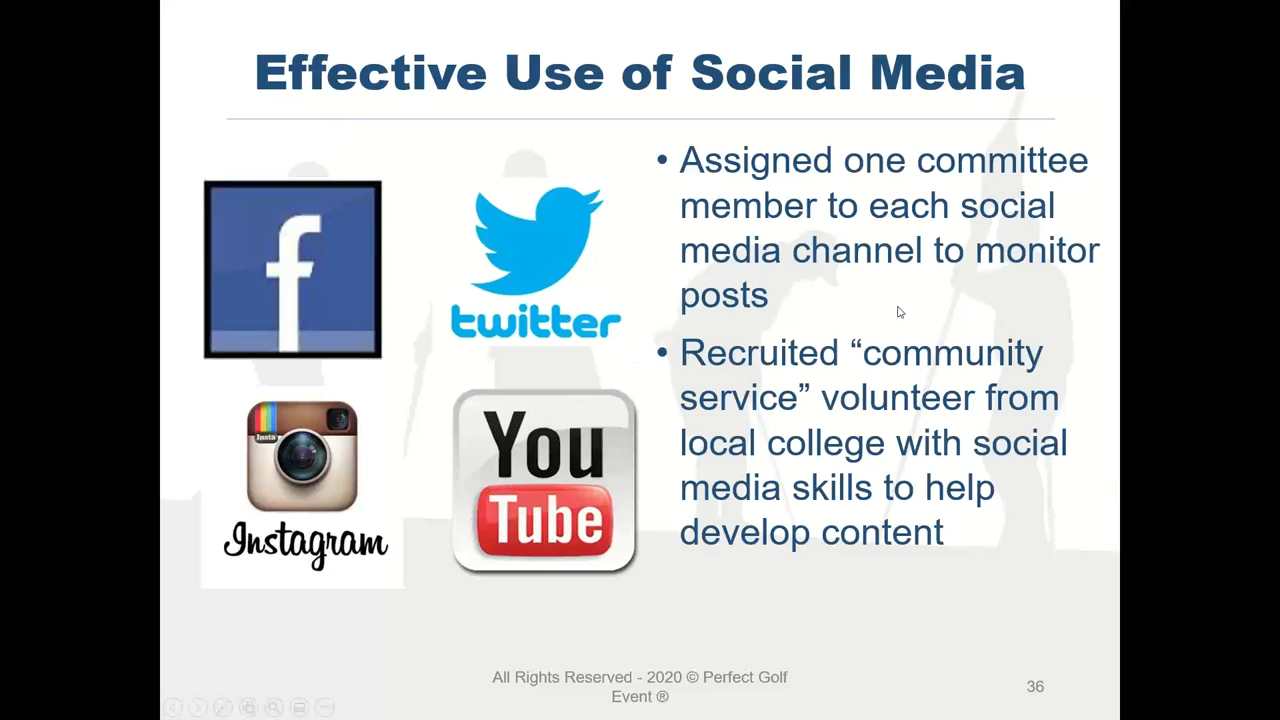 Effective Use of Social Media
f
twitter
Insta
Instagram
You
Tube
• Assigned one committee
member to each social
media channel to monitor
posts
• Recruited “community
service” volunteer from
local college with social
media skills to help
develop content
All Rights Reserved - 2020 © Perfect Golf
Event ®
36